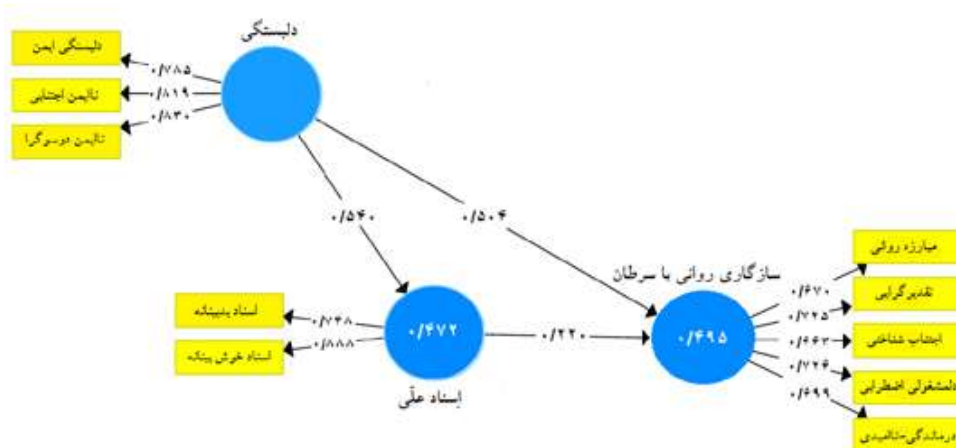 دلبستگی
دلبستگی ایمن
ناایمن اجتنابی
ناایمن دوسوگرا
۰/۷۸۵
۰/۸۱۹
۰/۸۳۰
۰/۵۴۰
۰/۵۰۴
اسناد بدبینانه
اسناد خوش بینانه
۰/۷۴۸
۰/۸۸۸
۰/۴۷۲
اِسناد علّی
۰/۲۲۰
سازگاری روانی با سرطان
۰/۴۹۵
۰/۶۷۰
۰/۷۲۵
۰/۶۶۳
۰/۷۲۶
۰/۶۹۹
مبارزه روانی
تقدیرگرایی
اجتناب شناختی
دلمشغولی اضطرابی
درماندگی-ناامیدی